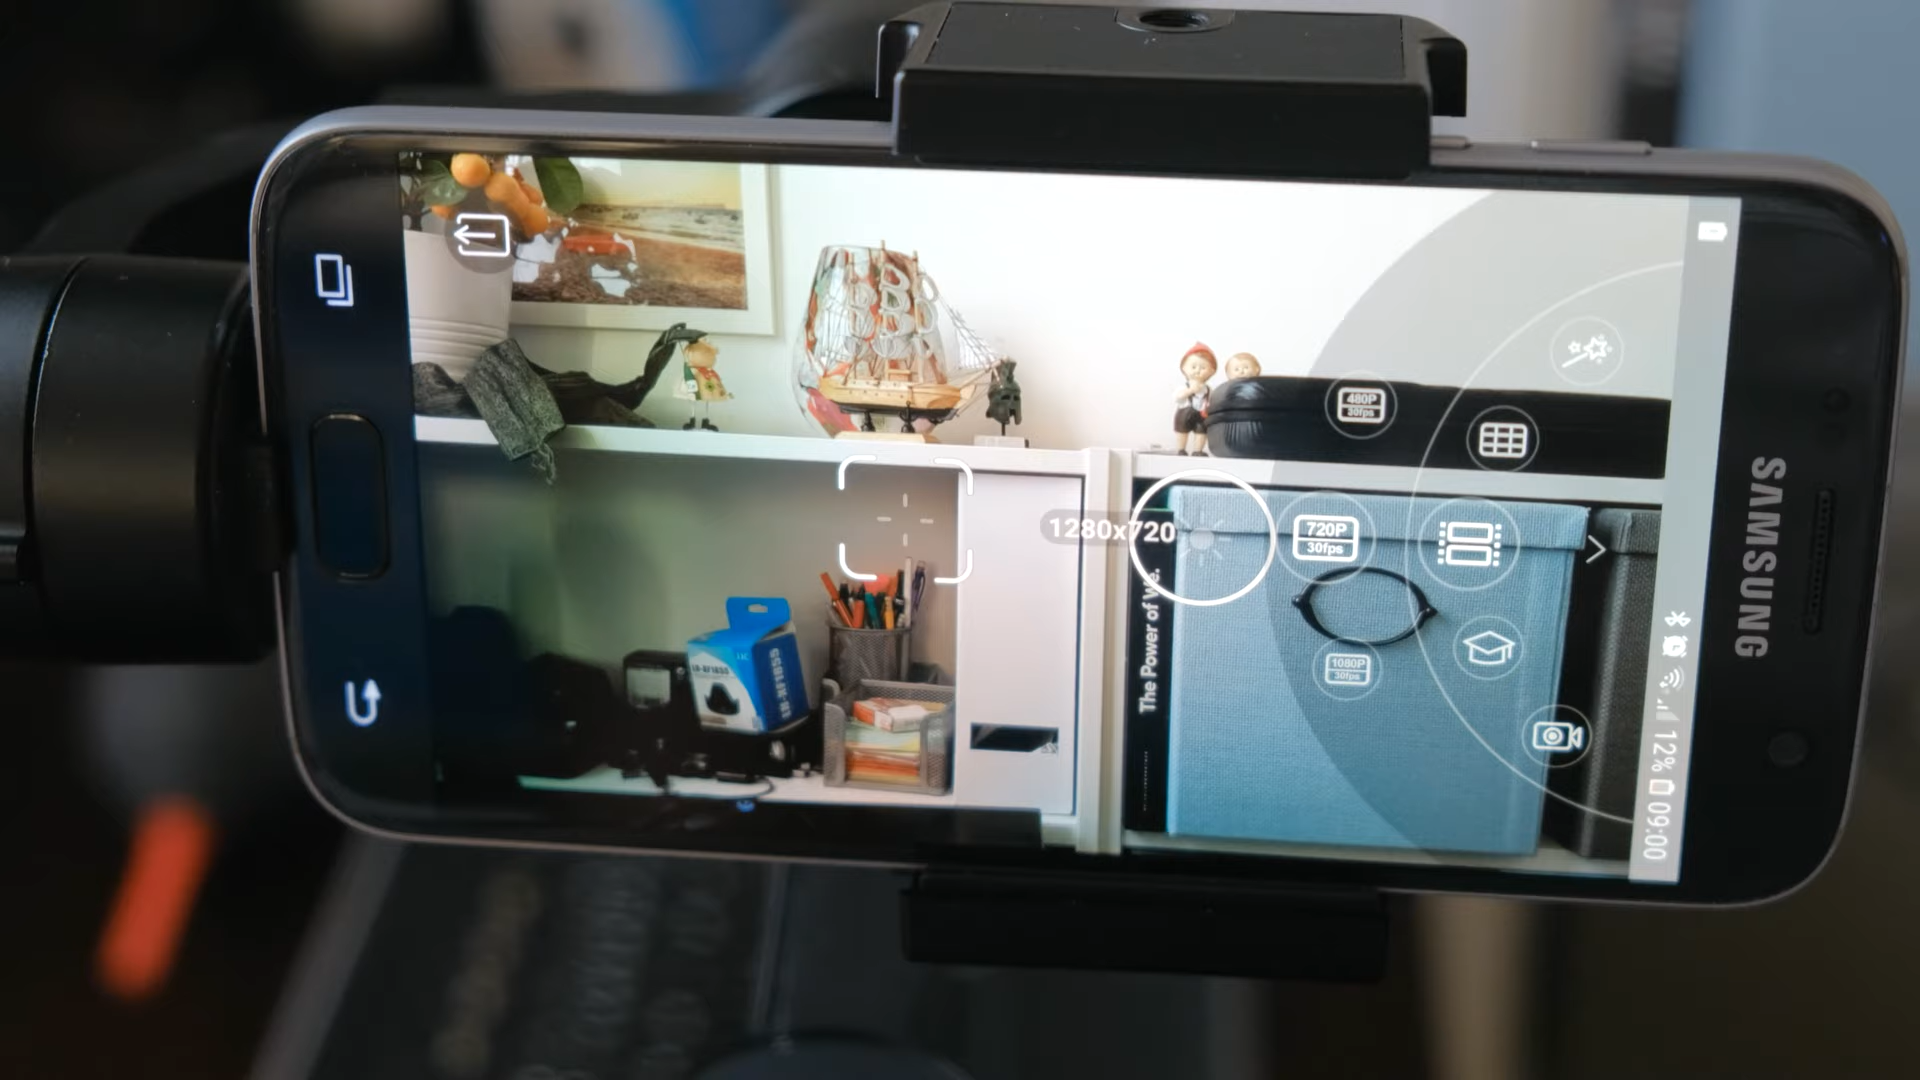 480P
30fps
1280x720
720P
30fps
1080P
30fps
The Power of We.
SAMSUNG
12%
09:00